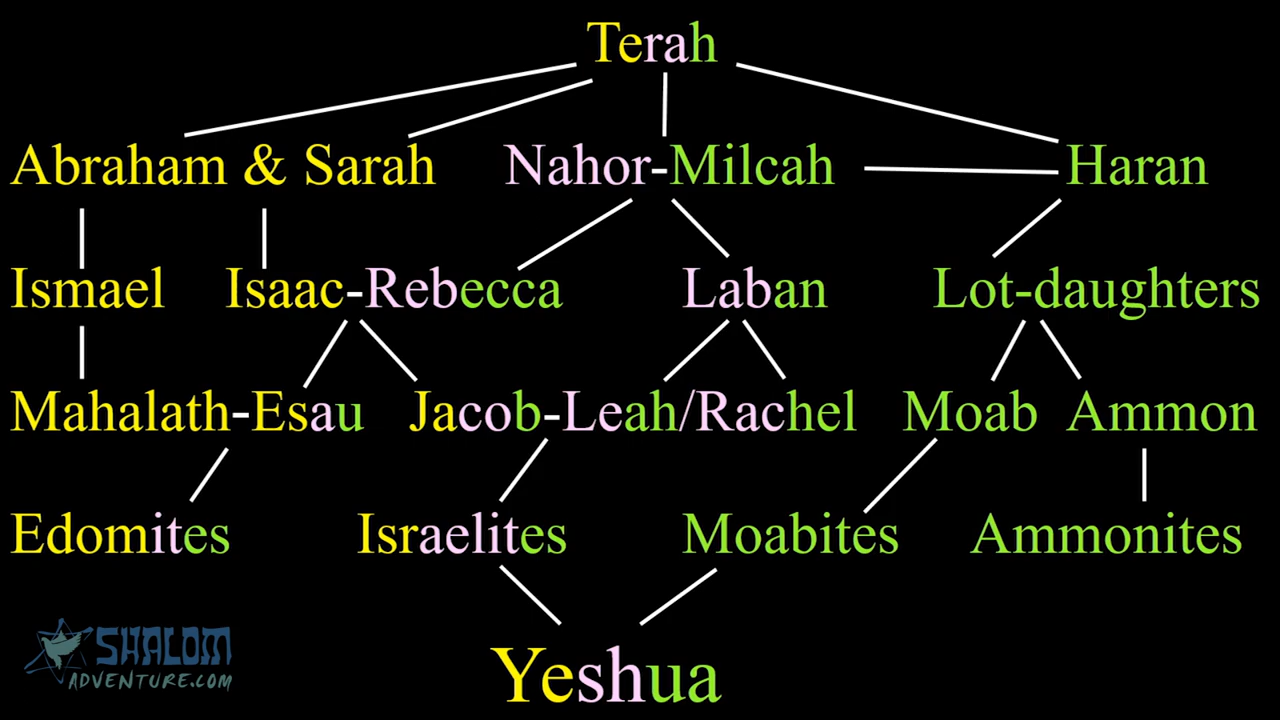 Terah
Abraham & Sarah Nahor-Milcah Haran
Ismael Isaac-Rebecca Laban Lot-daughters
Mahalath-Esau Jacob-Leah/Rachel Moab Ammon
Edomites Israelites Moabites Ammonites
Yeshua
SHALOM
ADVENTURE.COM